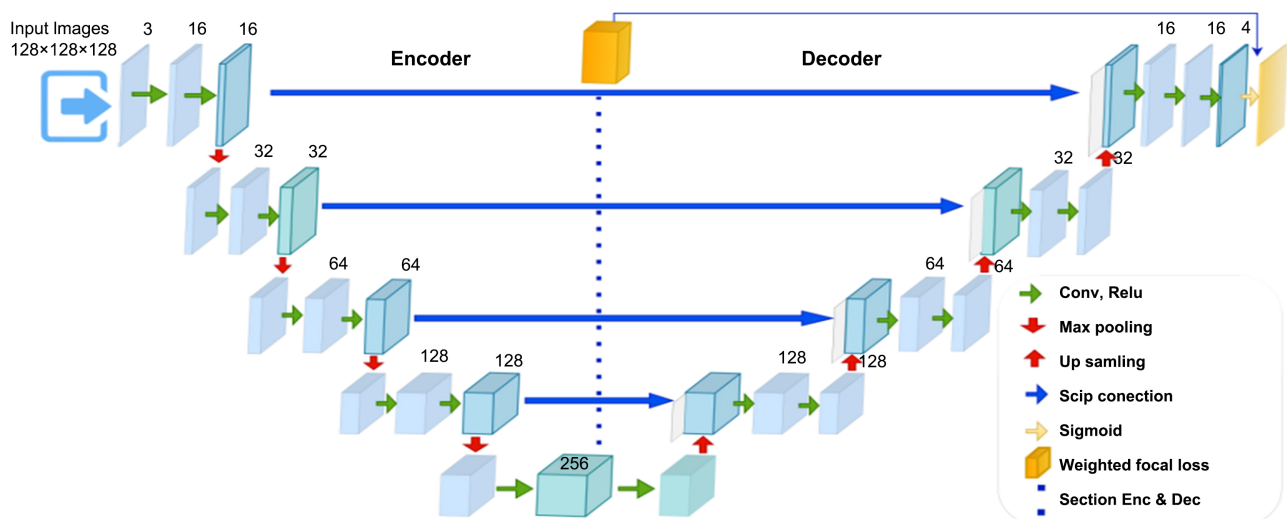 Input Images
128×128×128
3
16
16
Encoder
Decoder
16
16
4
32
32
32
32
64
64
64
64
128
128
128
128
256
Conv, Relu
Max pooling
Up samling
Scip conection
Sigmoid
Weighted focal loss
Section Enc & Dec